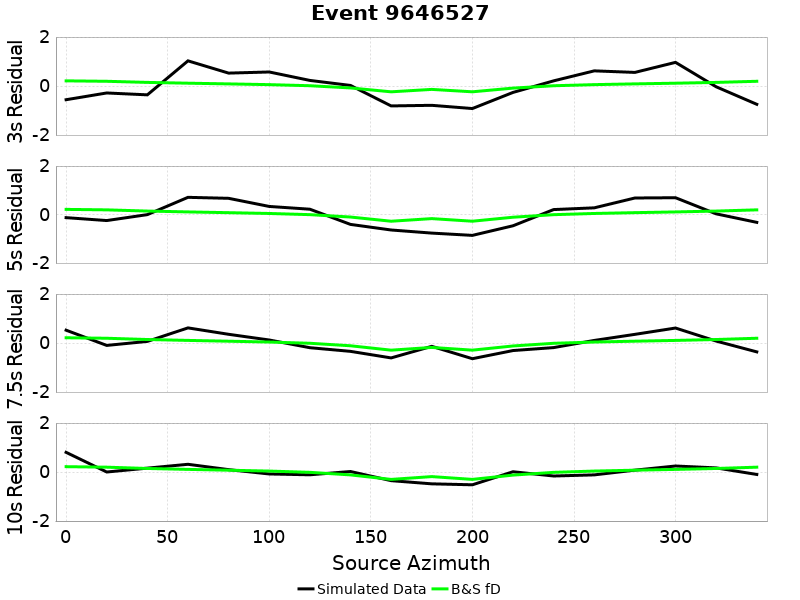 Event 9646527
2
0
-2
3s Residual
2
0
-2
5s Residual
2
0
-2
7.5s Residual
2
0
-2
10s Residual
0 50 100 150 200 250 300
Source Azimuth
Simulated Data B&S fD